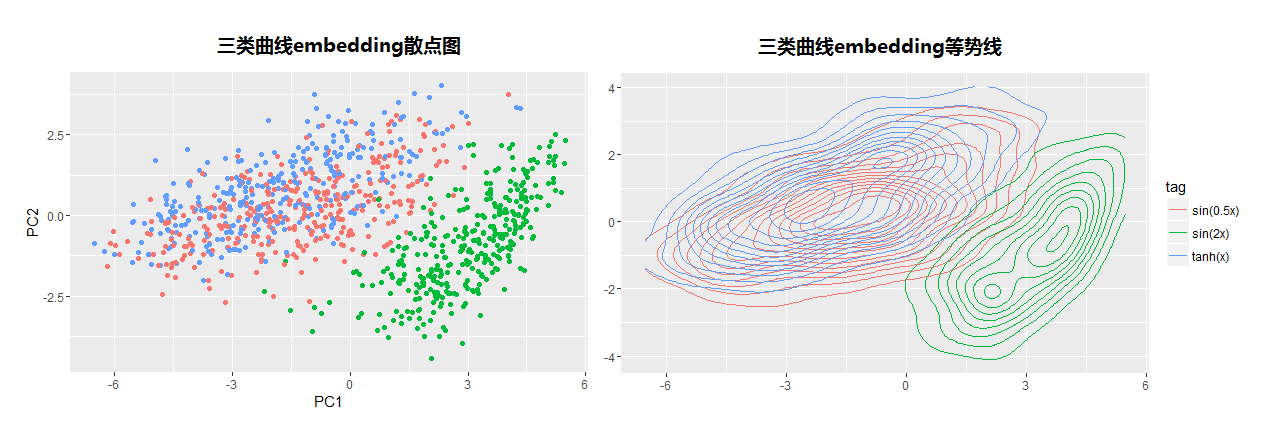 三类曲线embedding散点图
三类曲线embedding等势线
PC2
2.5
0.0
-2.5
-6
-3
0
3
6
PC1
4
2
0
-2
-4
-6
-3
0
3
6
tag
sin(0.5x)
sin(2x)
tanh(x)